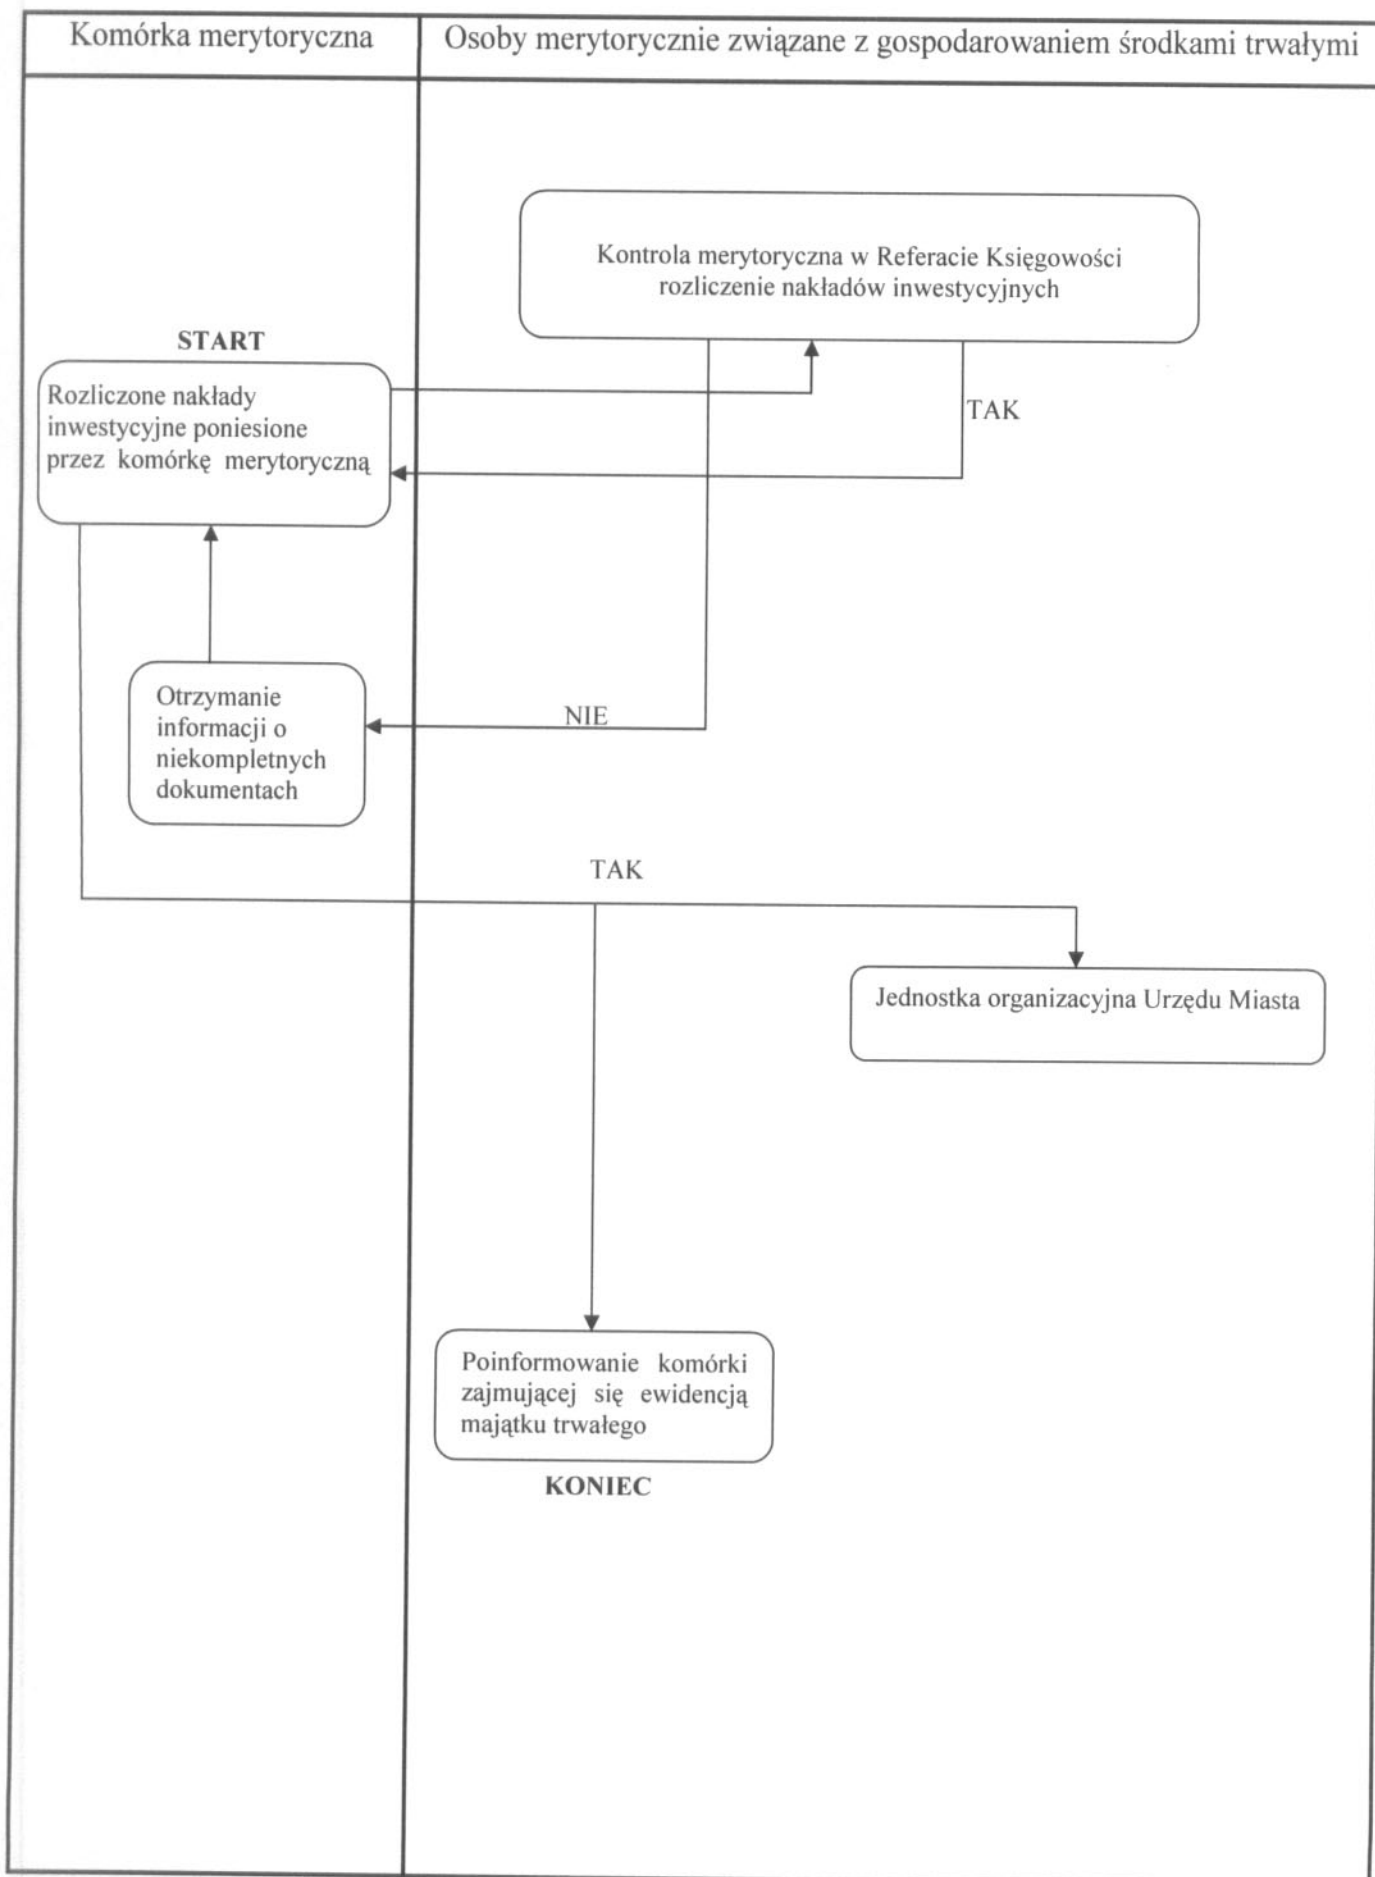 Komórka merytoryczna
Osoby merytorycznie związane z gospodarowaniem środkami trwałymi
Kontrola merytoryczna w Referacie Księgowości
rozliczenie nakładów inwestycyjnych
START
Rozliczone nakłady
inwestycyjne poniesione
przez komórkę merytoryczną
TAK
Otrzymanie
informacji o
niekompletnych
dokumentach
NIE
TAK
Jednostka organizacyjna Urzędu Miasta
Poinformowanie komórki
zajmującej się ewidencją
majątku trwałego
KONIEC